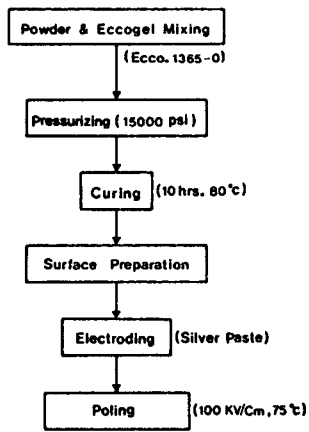 Powder & Eccogel Mixing
(Ecco. 1365-0)
Pressurizing (15000 psi)
Curing (10 hrs. 80°C)
Surface Preparation
Electroding (Silver Paste)
Poling (100 KV/Cm, 75°C)